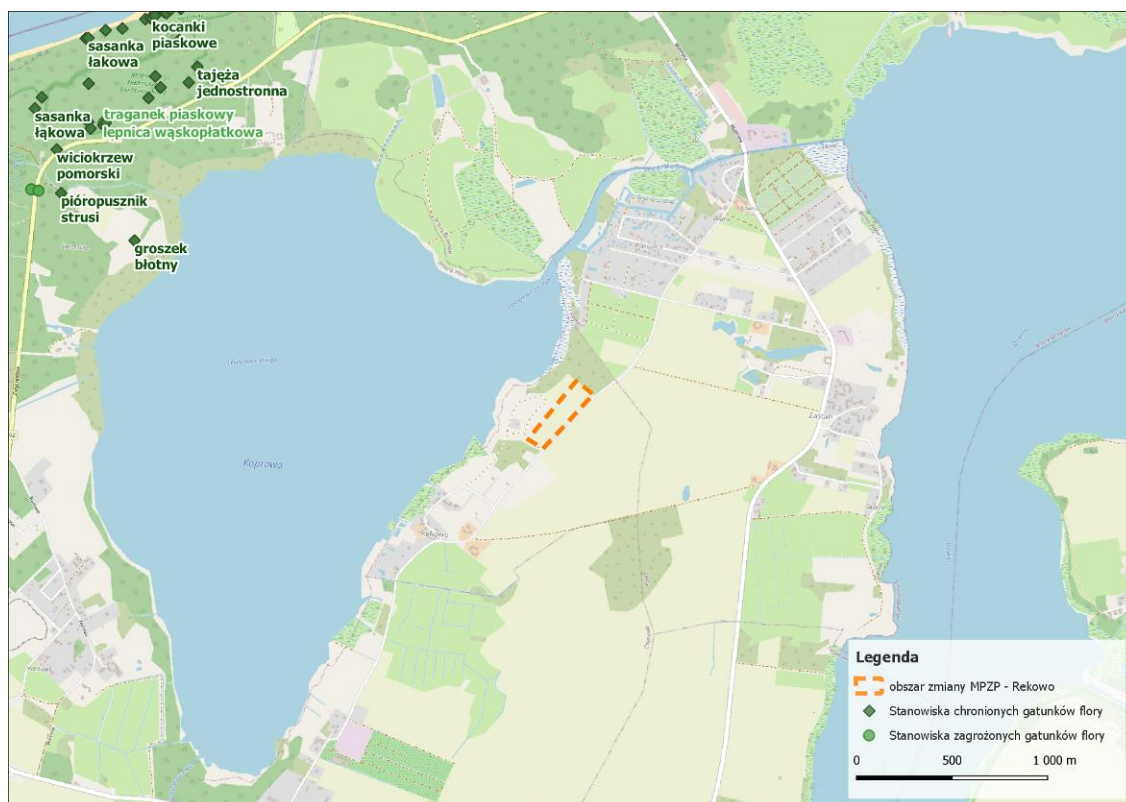 kocanki
piaskowe
sasanka
łakowa
tajęża
jednostronna
sasanka
łąkowa
traganek piaskowy
lepnica wąskopłatkowa
wiciokrzew
pomorski
pióropusznik
strusi
groszek
błotny
Koprowo
Zastań
Rekowo
Legenda
obszar zmiany MPZP - Rekowo
Stanowiska chronionych gatunków flory
Stanowiska zagrożonych gatunków flory
0 500 1 000 m